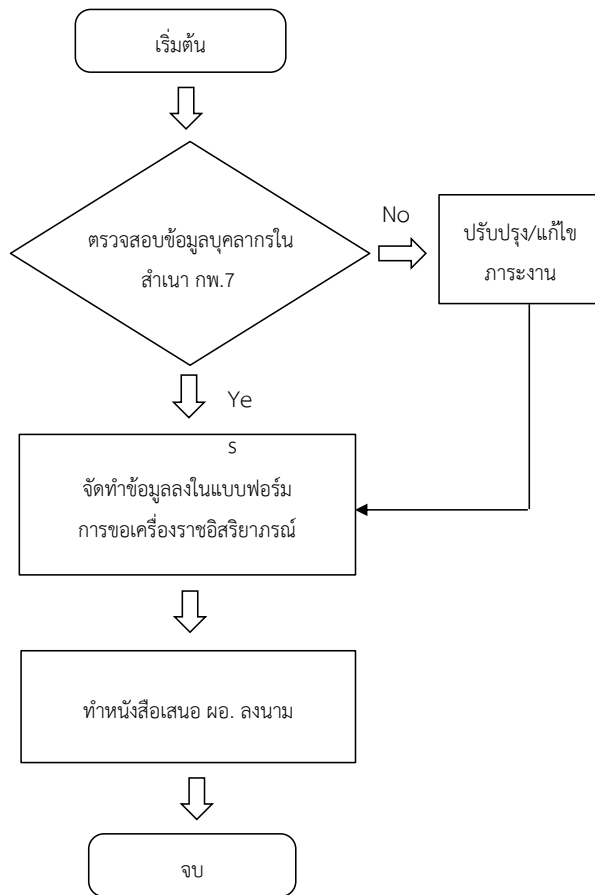 เริ่มต้น
ตรวจสอบข้อมูลบุคลากรใน
สำเนา กพ.7
No
ปรับปรุง/แก้ไข
ภาระงาน
Ye
s
จัดทำข้อมูลลงในแบบฟอร์ม
การขอเครื่องราชอิสริยาภรณ์
ทำหนังสือเสนอ ผอ. ลงนาม
จบ